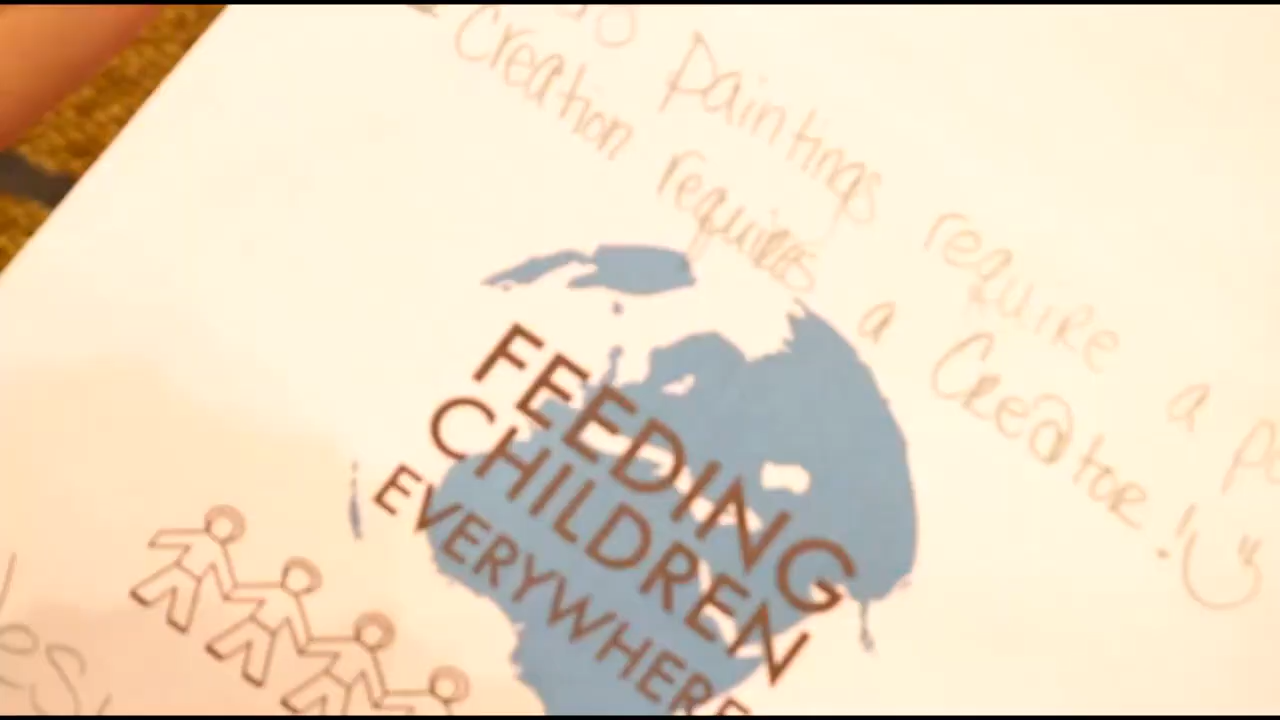 Paintings require a
Creation requires a Creator!
FEEDING
CHILDREN
EVERYWHERE